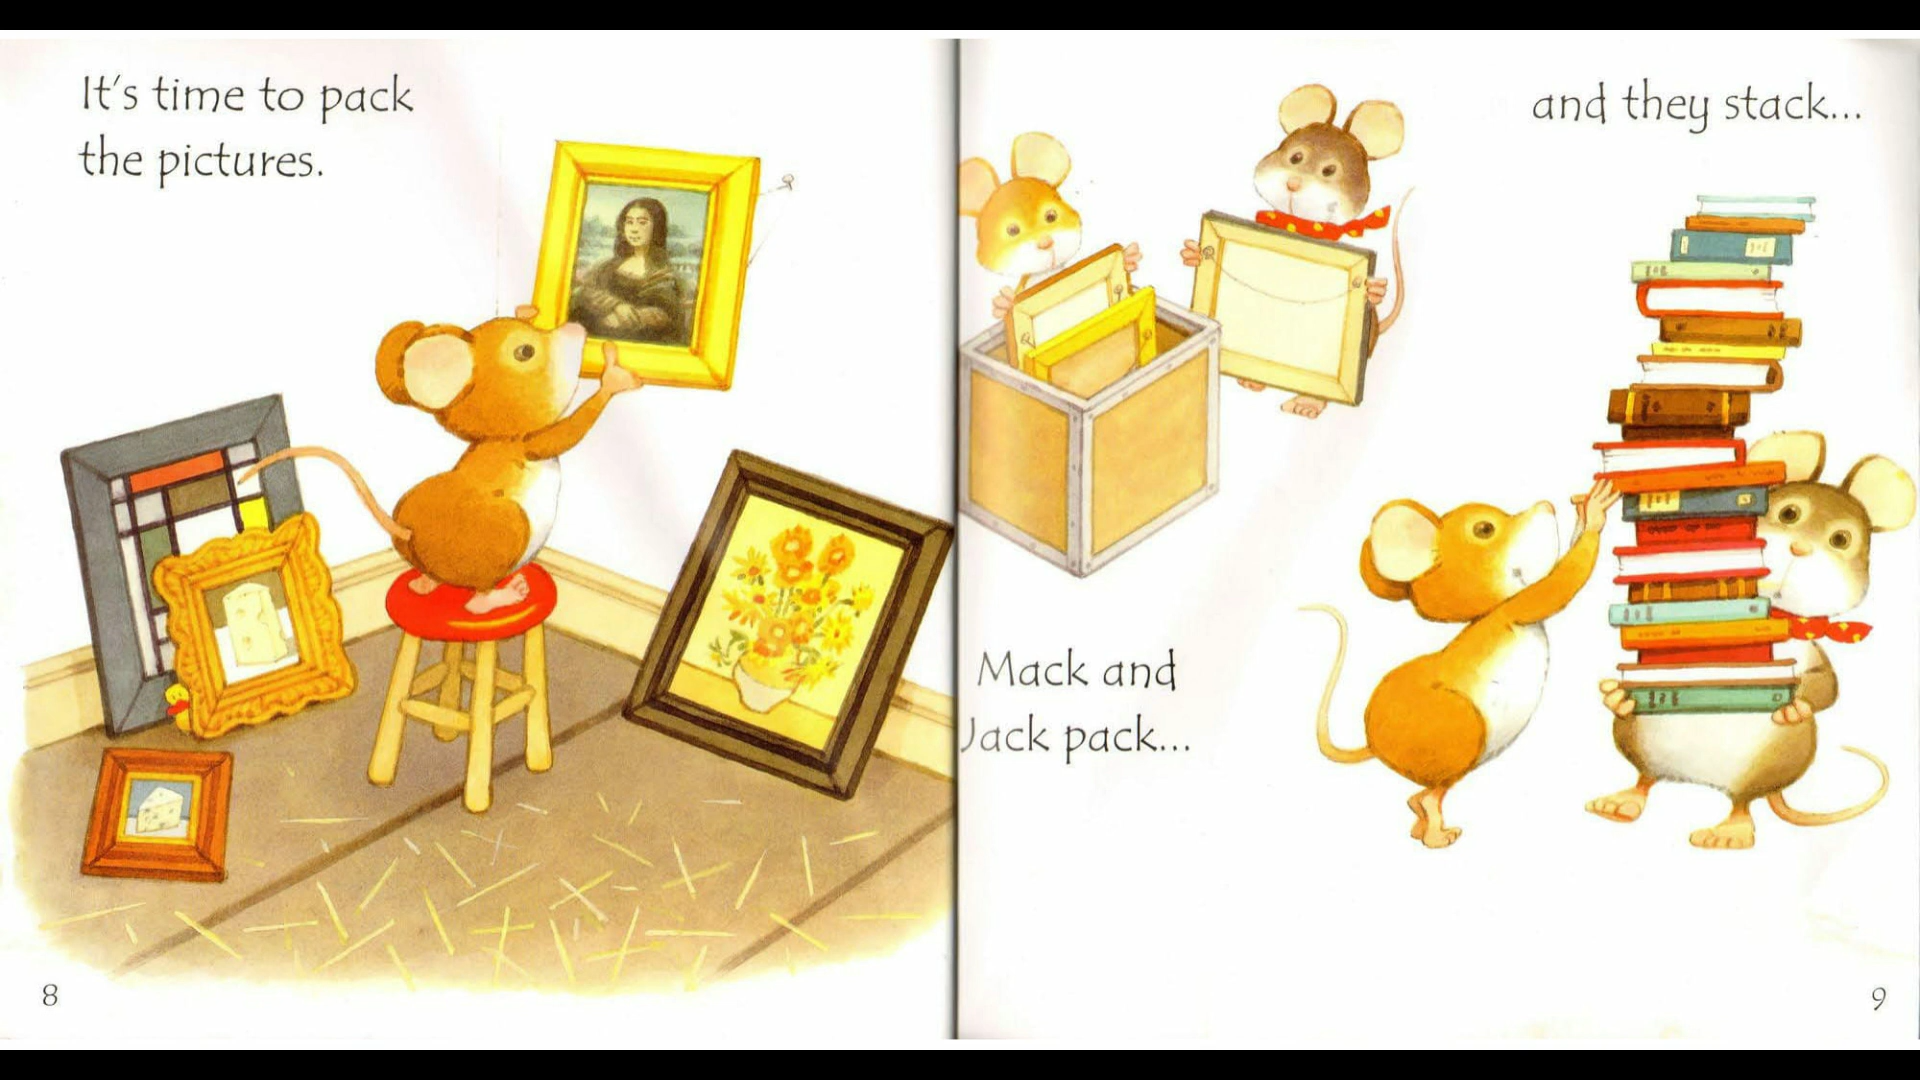 It's time to pack
the pictures.
8
Mack and
Jack pack...
and they stack...
9